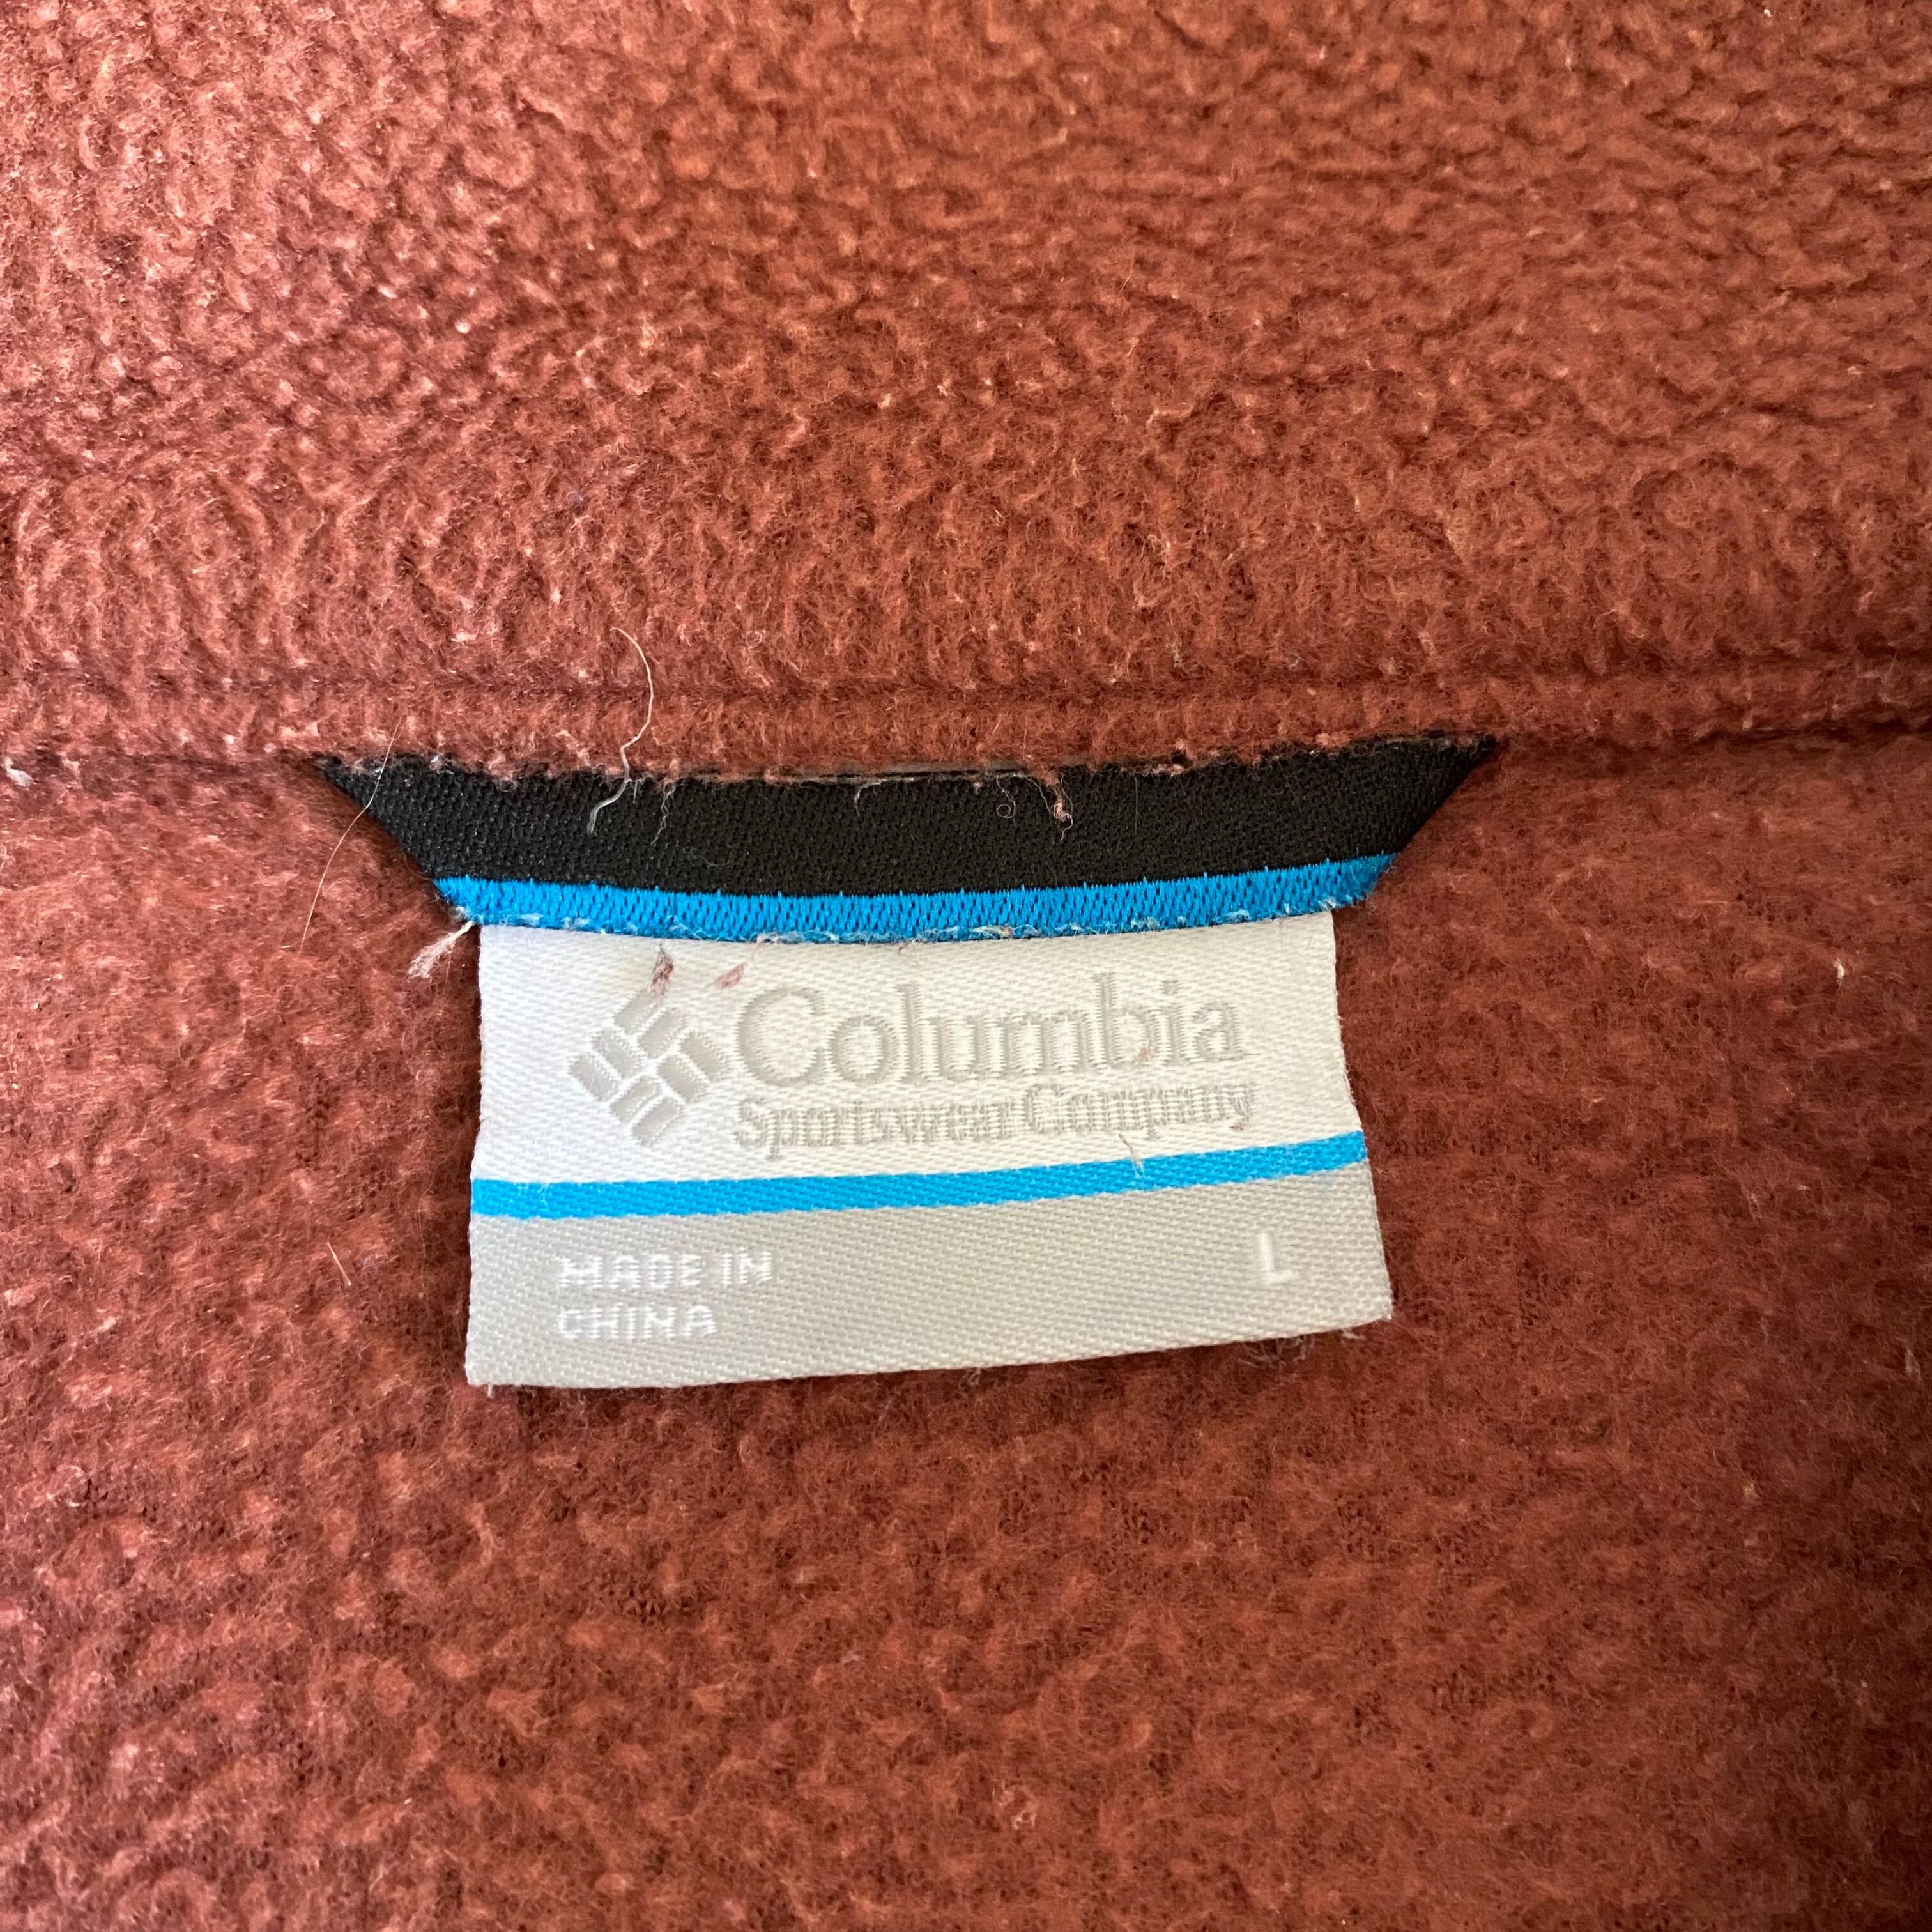 Columbia
Sportswear Company
MADE IN
CHINA
L